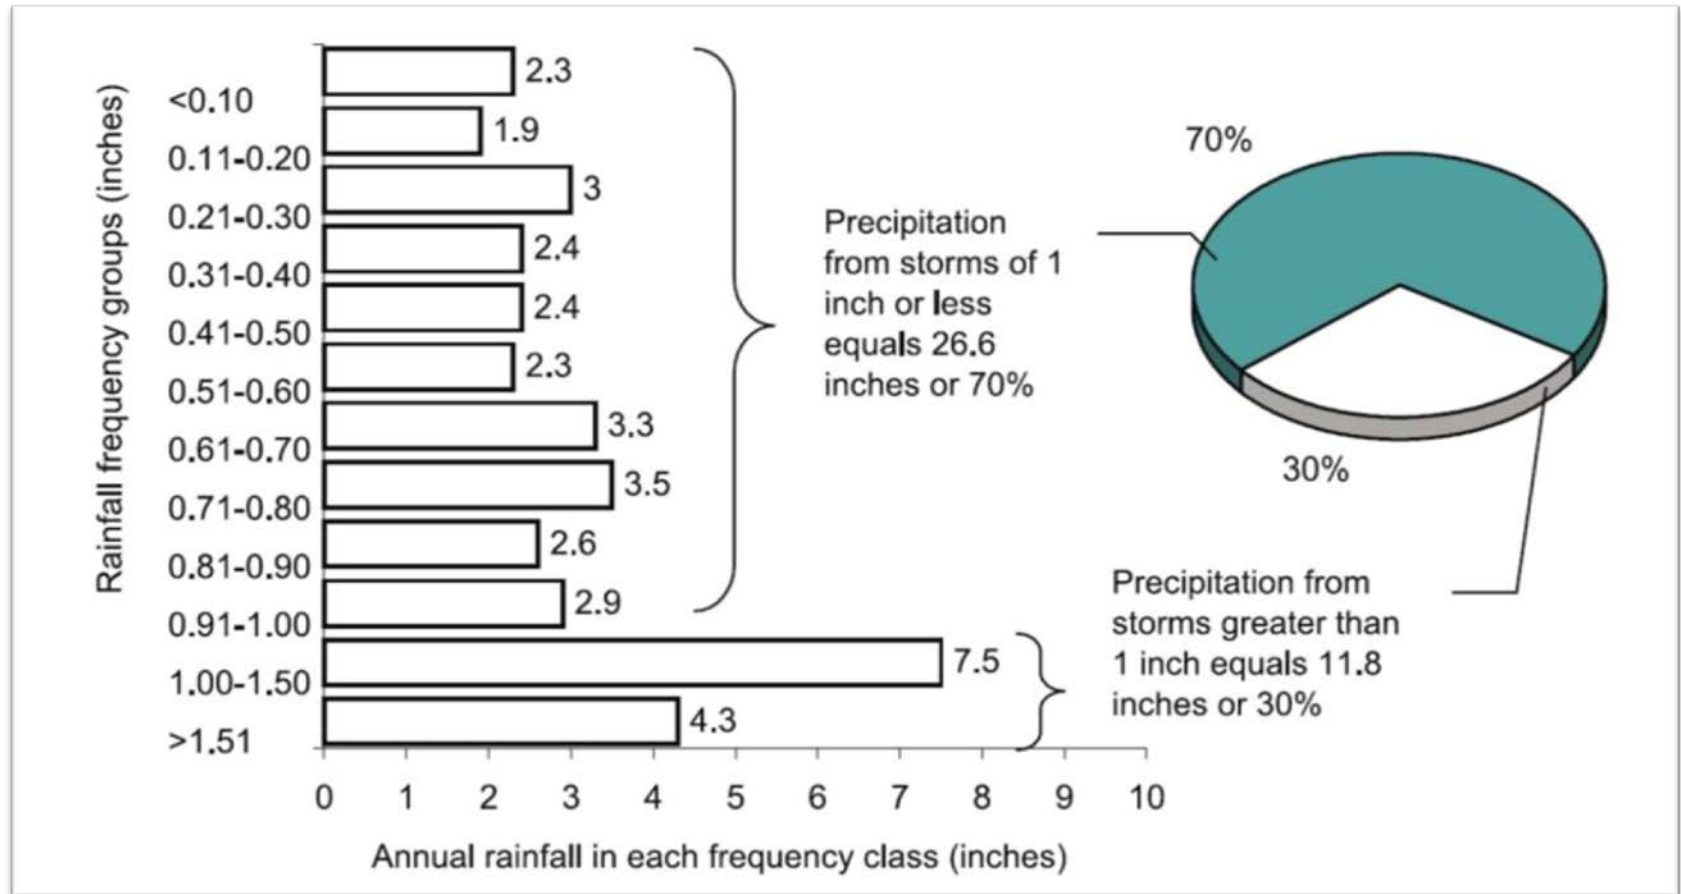 Rainfall frequency groups (inches)
<0.10
2.3
0.11-0.20
1.9
0.21-0.30
3
0.31-0.40
2.4
0.41-0.50
2.4
0.51-0.60
2.3
0.61-0.70
3.3
0.71-0.80
3.5
0.81-0.90
2.6
0.91-1.00
2.9
1.00-1.50
7.5
>1.51
4.3
0 1 2 3 4 5 6 7 8 9 10
Annual rainfall in each frequency class (inches)
Precipitation
from storms of 1
inch or less
equals 26.6
inches or 70%
70%
30%
Precipitation from
storms greater than
1 inch equals 11.8
inches or 30%